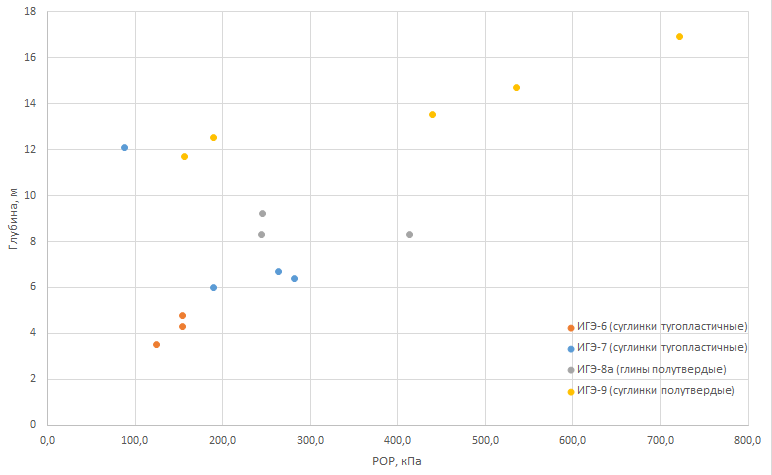 18
16
14
12
10
8
6
4
2
0
Глубина, м
0,0 100,0 200,0 300,0 400,0 500,0 600,0 700,0 800,0
POP, кПа
ИГЭ-6 (суглинки тугопластичные)
ИГЭ-7 (суглинки тугопластичные)
ИГЭ-8а (глины полутвердые)
ИГЭ-9 (суглинки полутвердые)